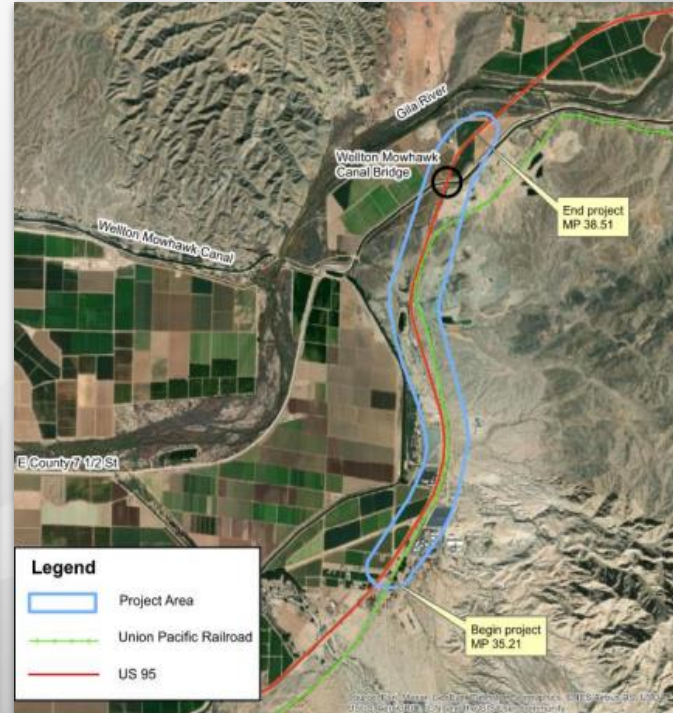 Gila River
Wellton Mowhawk
Canal Bridge
End project
MP 38.51
Wellton Mowhawk Canal
E County 7 1/2 St
Legend
Project Area
Union Pacific Railroad
US 95
Begin project
MP 35.21